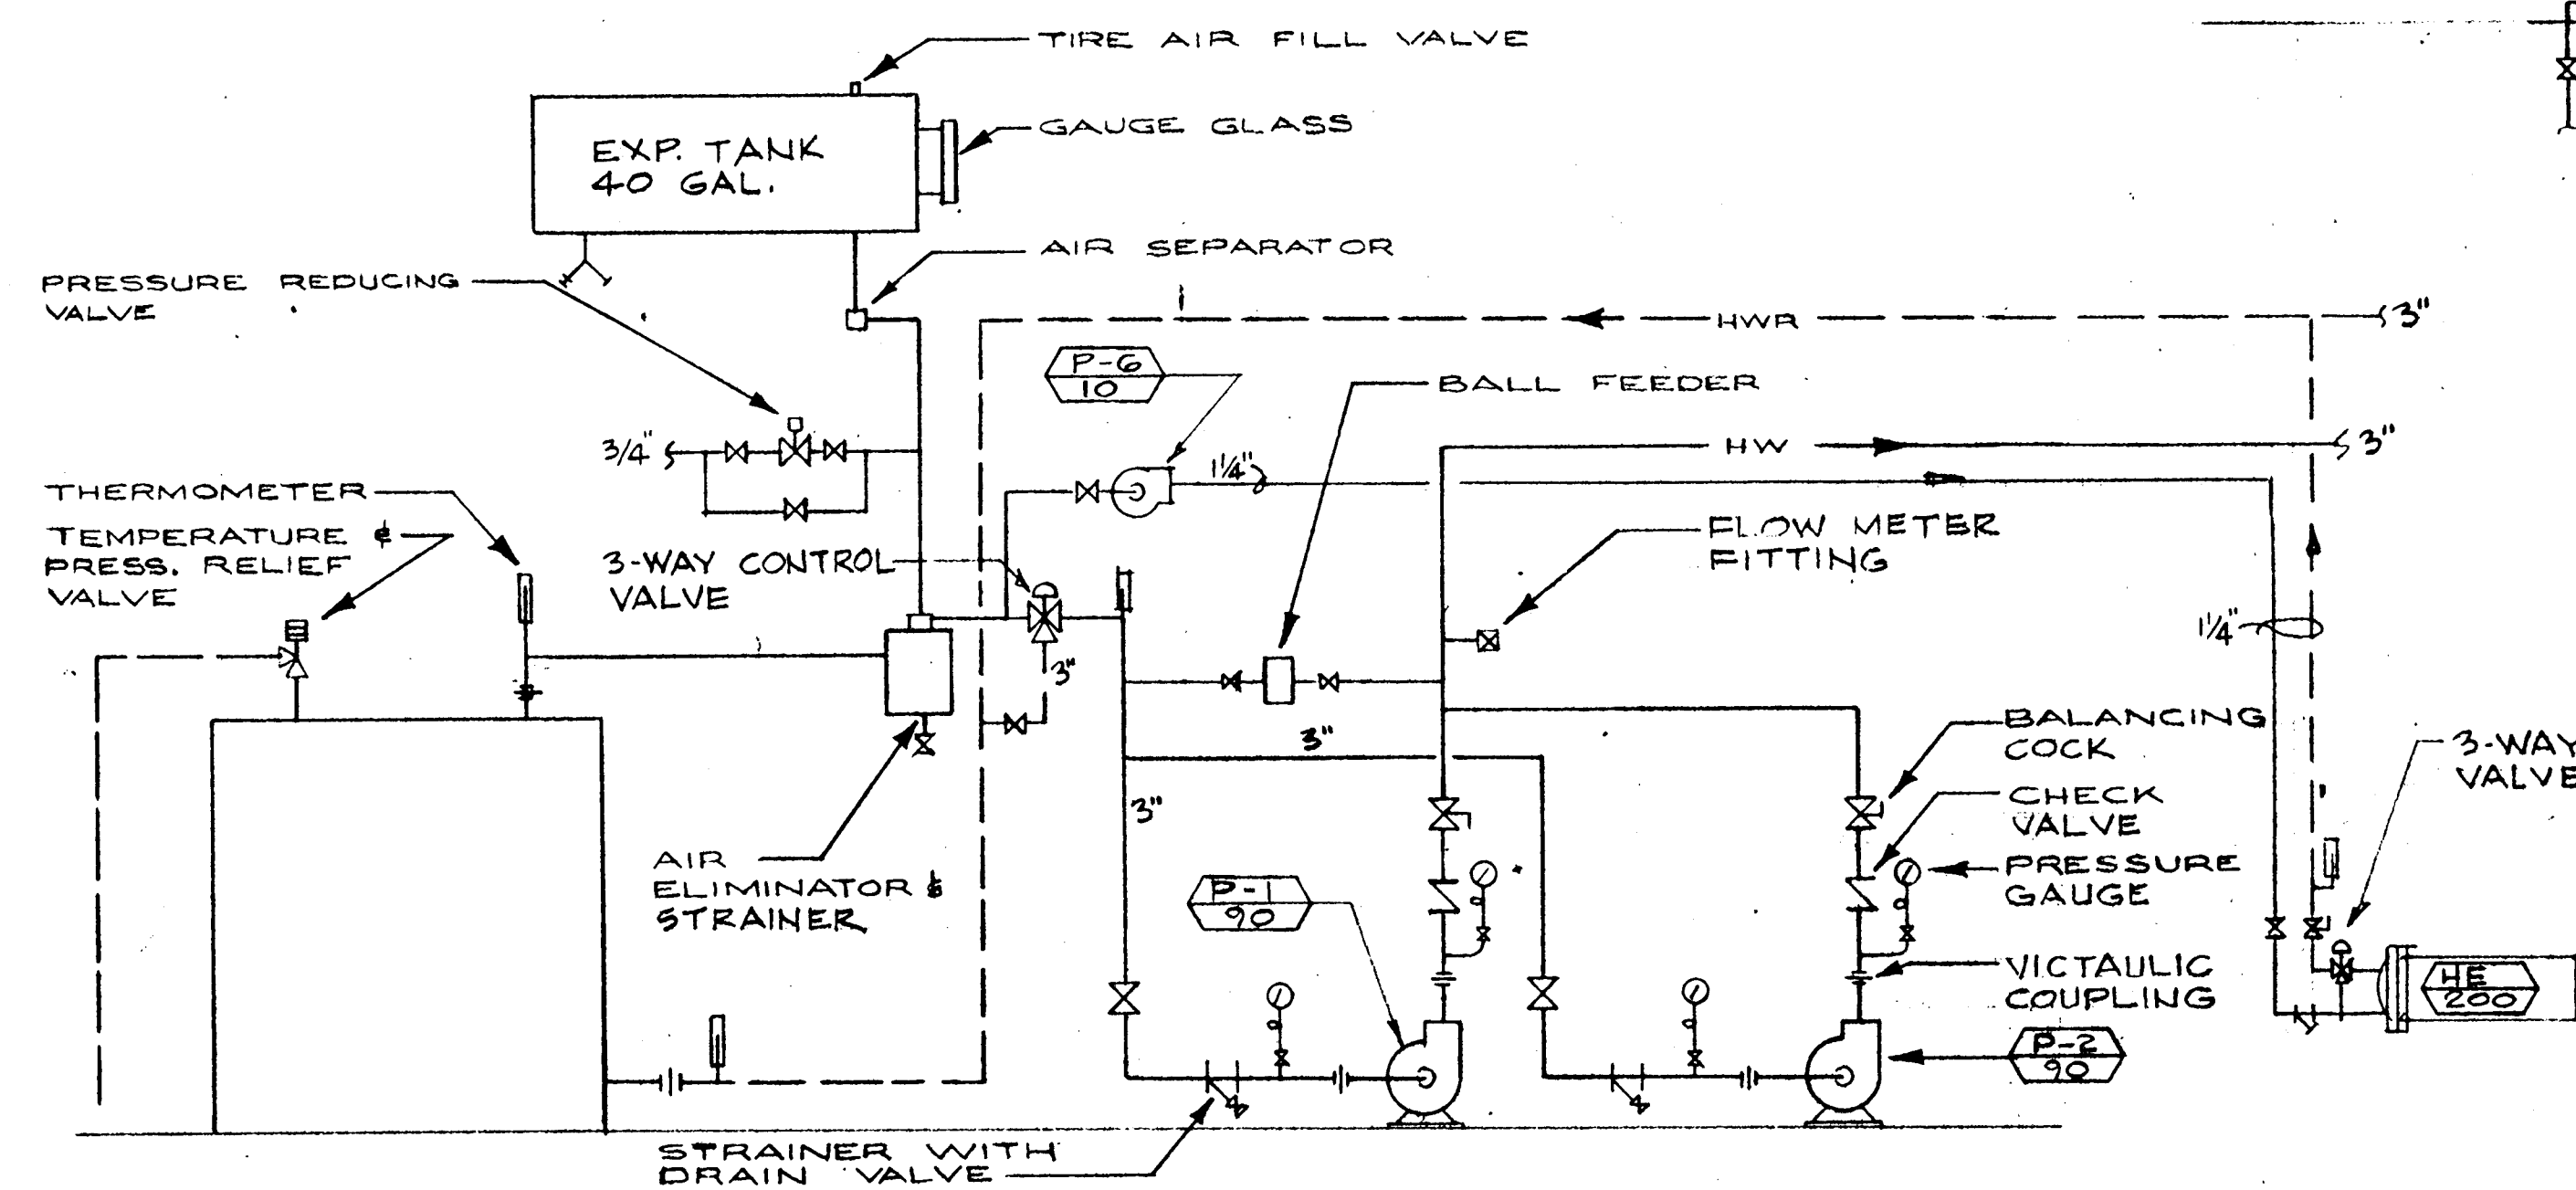 TIRE AIR FILL VALVE
GAUGE GLASS
EXP. TANK
40 GAL.
AIR SEPARATOR
PRESSURE REDUCING
VALVE
HWR
3"
P-6
10
BALL FEEDER
3/4"
HW
3"
1¼"
THERMOMETER
TEMPERATURE &
PRESS. RELIEF
VALVE
3-WAY CONTROL
VALVE
FLOW METER
FITTING
1¼"
3"
3"
BALANCING
COCK
3-WAY
VALVE
3"
CHECK
VALVE
AIR
ELIMINATOR &
STRAINER
P-1
90
PRESSURE
GAUGE
VICTAULIC
COUPLING
HE
200
P-2
90
STRAINER WITH
DRAIN VALVE